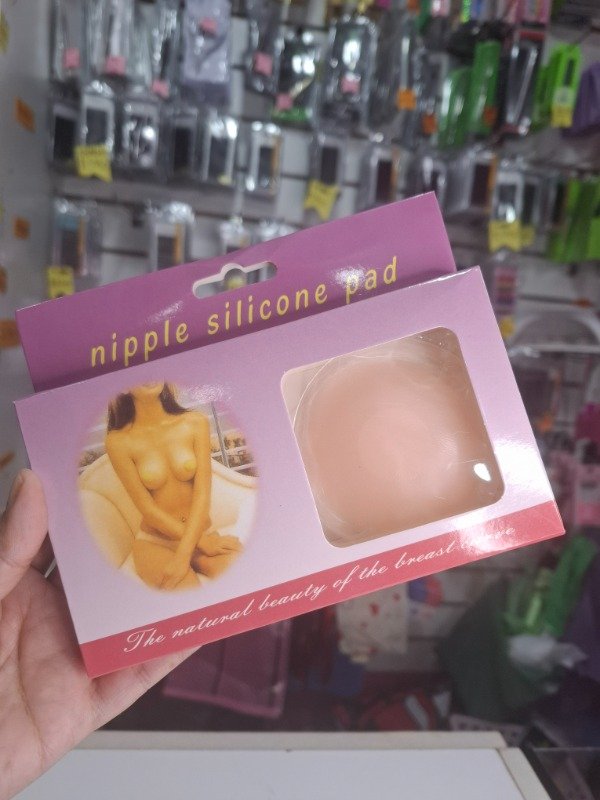 nipple silicone pad
The natural beauty of the breast